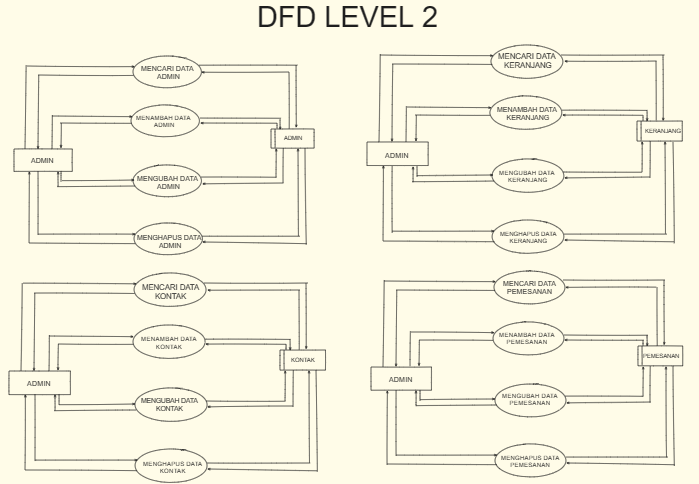 DFD LEVEL 2
MENCARI DATA
ADMIN
MENAMBAH DATA
ADMIN
ADMIN
ADMIN
MENGUBAH DATA
ADMIN
MENGHAPUS DATA
ADMIN
MENCARI DATA
KERANJANG
MENAMBAH DATA
KERANJANG
KERANJANG
ADMIN
MENGUBAH DATA
KERANJANG
MENGHAPUS DATA
KERANJANG
MENCARI DATA
KONTAK
MENAMBAH DATA
KONTAK
KONTAK
ADMIN
MENGUBAH DATA
KONTAK
MENGHAPUS DATA
KONTAK
MENCARI DATA
PEMESANAN
MENAMBAH DATA
PEMESANAN
PEMESANAN
ADMIN
MENGUBAH DATA
PEMESANAN
MENGHAPUS DATA
PEMESANAN